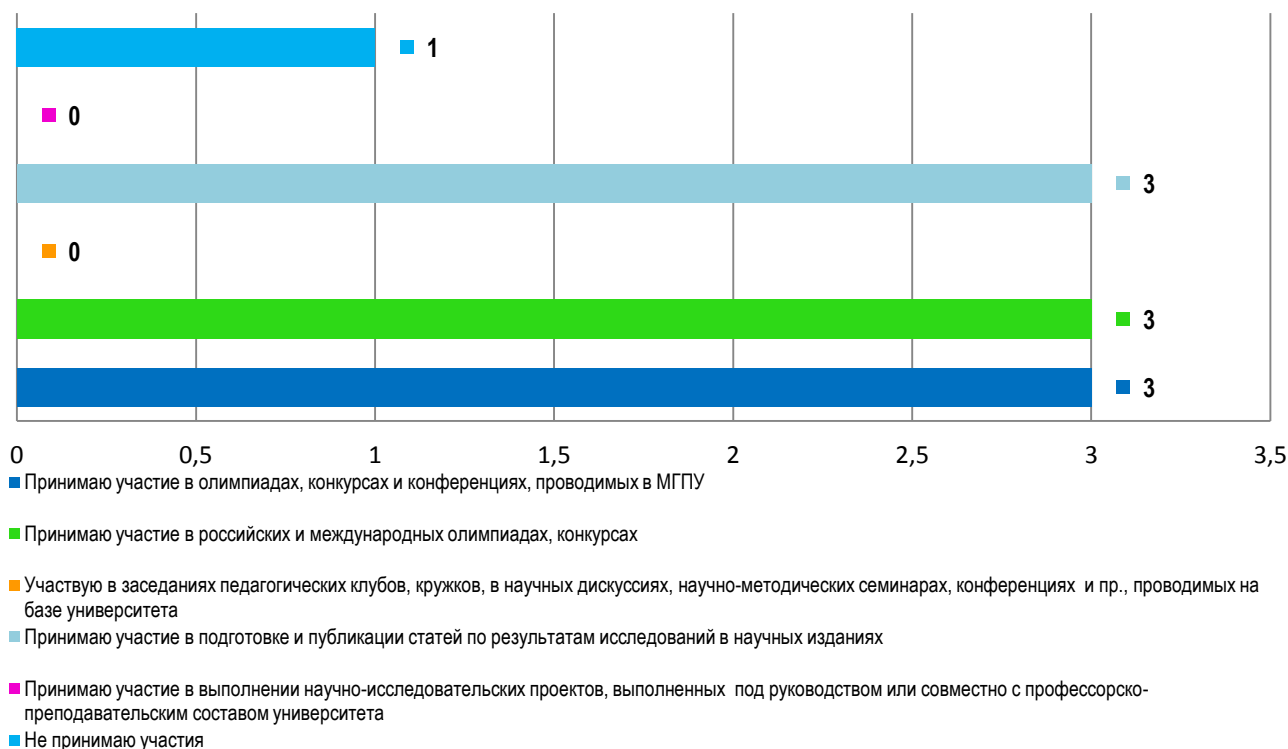 1
0
3
0
3
3
0 0,5 1 1,5 2 2,5 3 3,5
Принимаю участие в олимпиадах, конкурсах и конференциях, проводимых в МГПУ
Принимаю участие в российских и международных олимпиадах, конкурсах
Участвую в заседаниях педагогических клубов, кружков, в научных дискуссиях, научно-методических семинарах, конференциях и пр., проводимых на
базе университета
Принимаю участие в подготовке и публикации статей по результатам исследований в научных изданиях
Принимаю участие в выполнении научно-исследовательских проектов, выполненных под руководством или совместно с профессорско-
преподавательским составом университета
Не принимаю участия